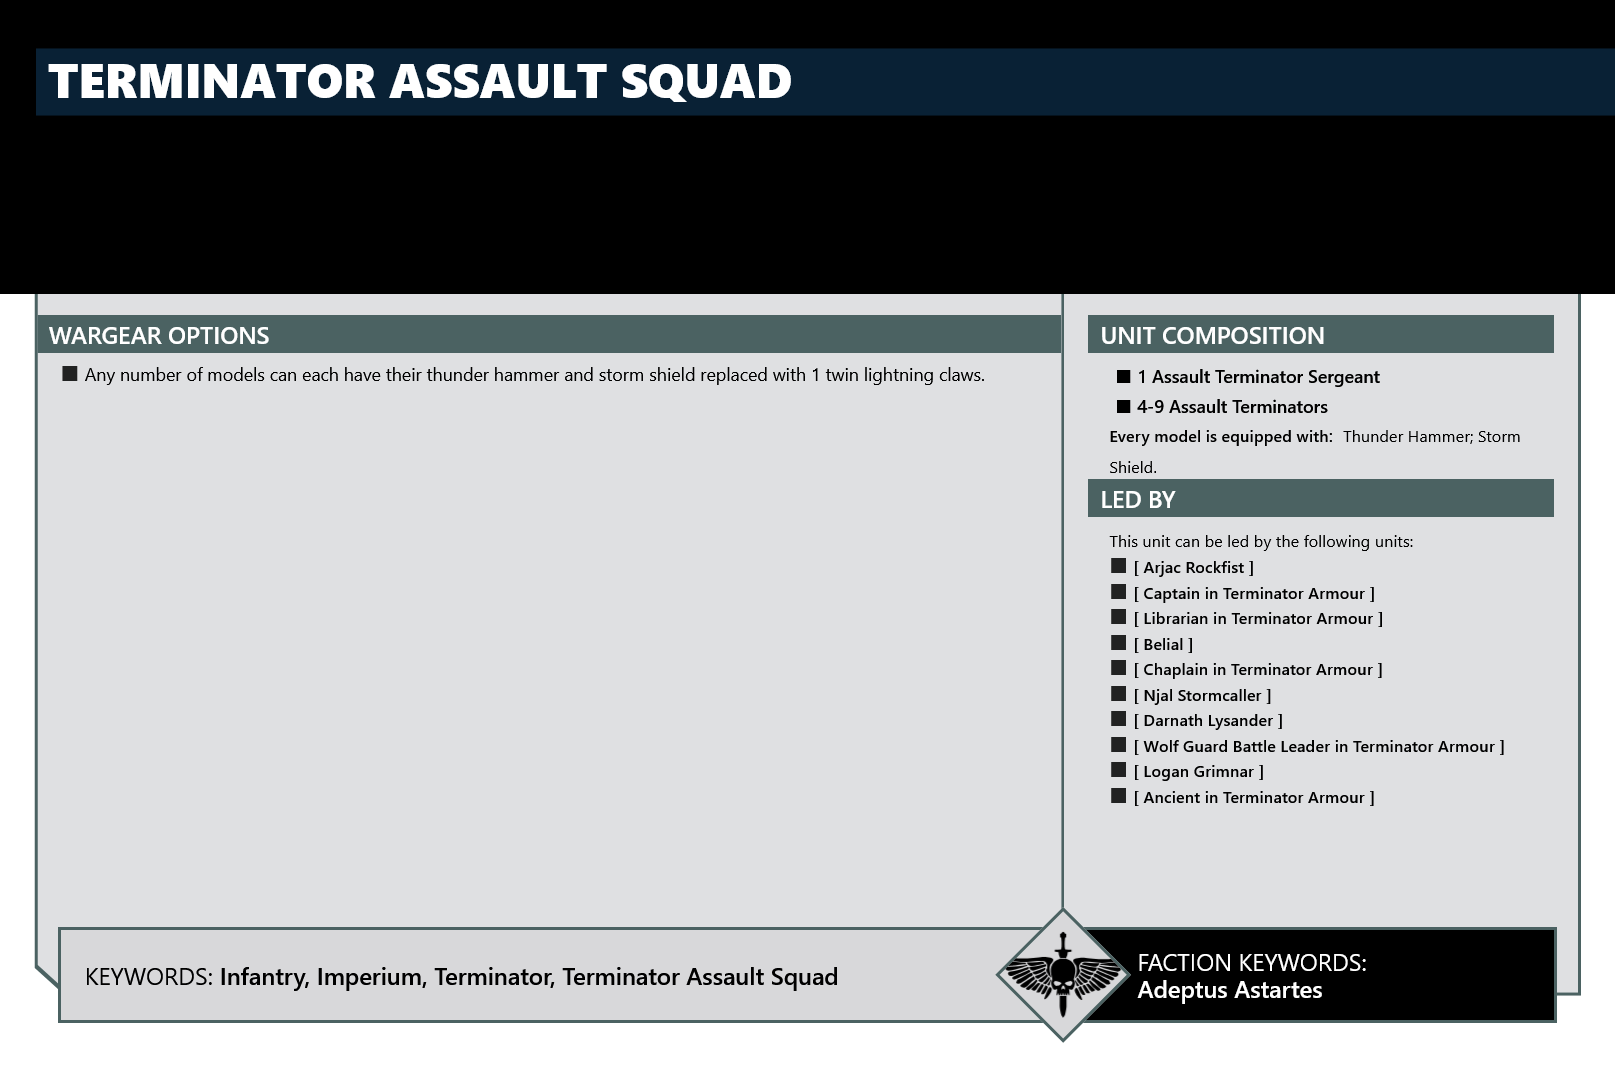 TERMINATOR ASSAULT SQUAD
WARGEAR OPTIONS
Any number of models can each have their thunder hammer and storm shield replaced with 1 twin lightning claws.
UNIT COMPOSITION
1 Assault Terminator Sergeant
4-9 Assault Terminators
Every model is equipped with: Thunder Hammer; Storm
Shield.
LED BY
This unit can be led by the following units:
[ Arjac Rockfist ]
[ Captain in Terminator Armour ]
[ Librarian in Terminator Armour ]
[ Belial ]
[ Chaplain in Terminator Armour ]
[ Njal Stormcaller ]
[ Darnath Lysander ]
[ Wolf Guard Battle Leader in Terminator Armour ]
[ Logan Grimnar ]
[ Ancient in Terminator Armour ]
KEYWORDS: Infantry, Imperium, Terminator, Terminator Assault Squad
FACTION KEYWORDS:
Adeptus Astartes